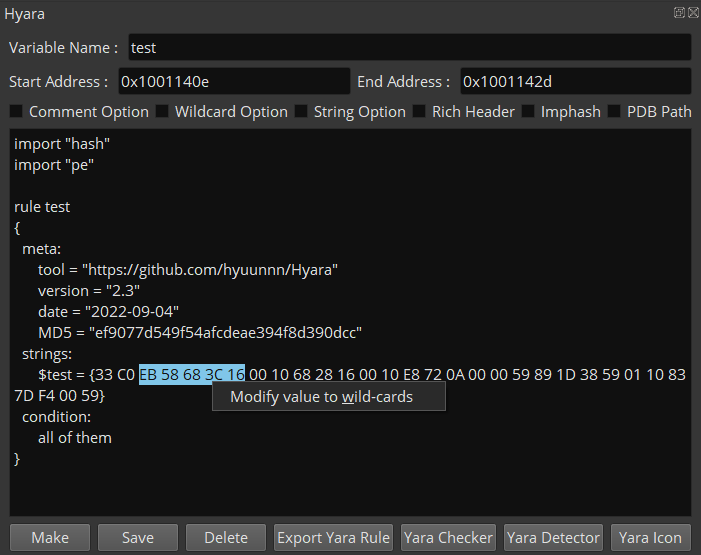 Hyara
Variable Name : test
Start Address : 0x1001140e End Address : 0x1001142d
Comment Option Wildcard Option String Option Rich Header Imphash PDB Path
import "hash"
import "pe"
rule test
{
meta:
tool = "https://github.com/hyuunnn/Hyara"
version = "2.3"
date = "2022-09-04"
MD5 = "ef9077d549f54afcdeae394f8d390dcc"
strings:
$test = {33 C0 EB 58 68 3C 16 00 10 68 28 16 00 10 E8 72 0A 00 00 59 89 1D 38 59 01 10 83
7D F4 00 59}
Modify value to wild-cards
condition:
all of them
}
Make Save Delete Export Yara Rule Yara Checker Yara Detector Yara Icon